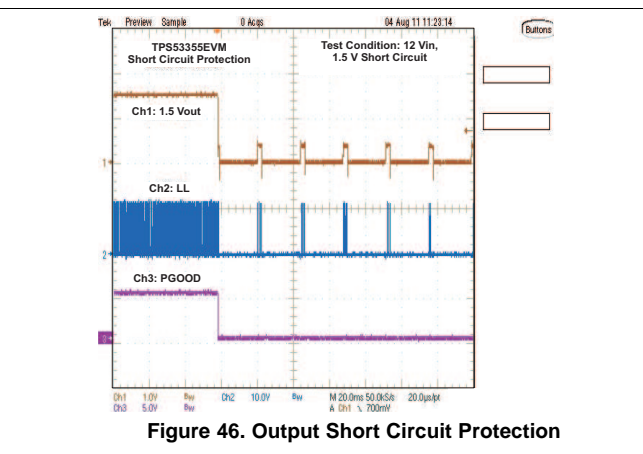 Tek Preview Sample 0 Acqs 04 Aug 11 11:23:14
Buttons
TPS53355EVM
Short Circuit Protection
Test Condition: 12 Vin,
1.5 V Short Circuit
Ch1: 1.5 Vout
1
Ch2: LL
2
Ch3: PGOOD
Ch1 1.0V Bw Ch2 10.0V Bw M 20.0ms 50.0kS/s 20.0µs/pt
Ch3 5.0V Bw A Ch1 700mV
Figure 46. Output Short Circuit Protection